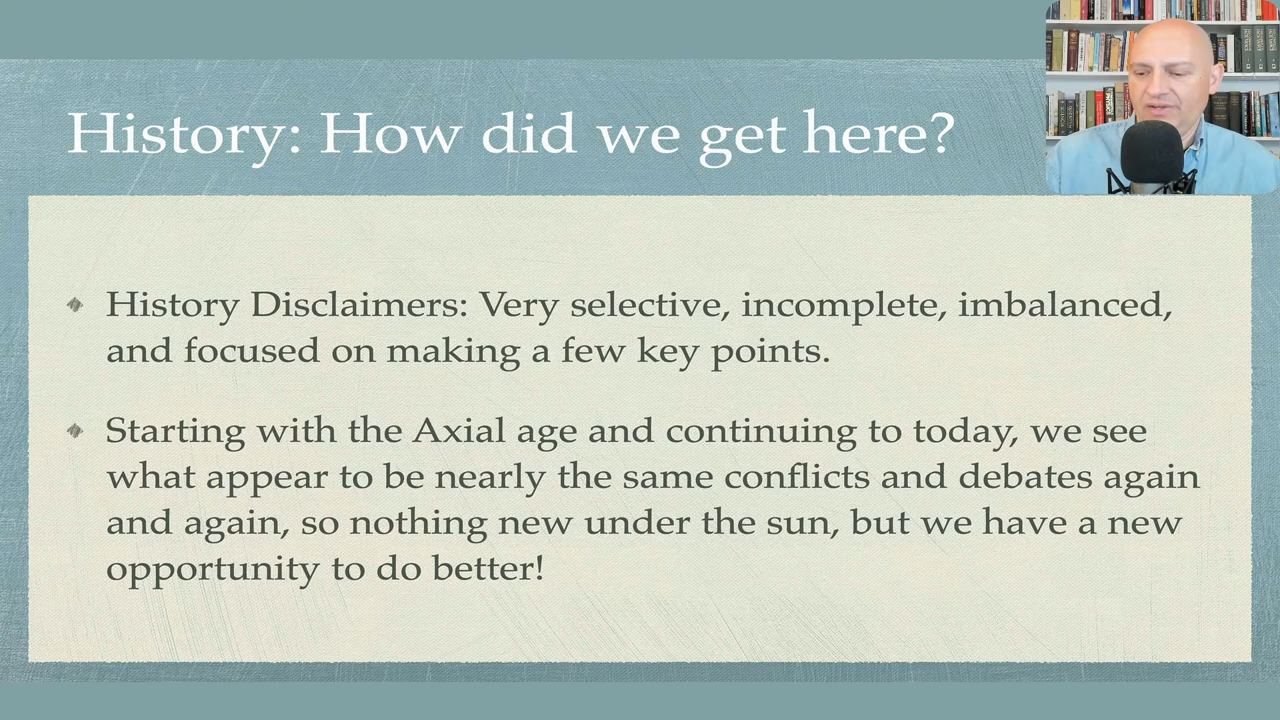 History: How did we get here?
History Disclaimers: Very selective, incomplete, imbalanced,
and focused on making a few key points.
Starting with the Axial age and continuing to today, we see
what appear to be nearly the same conflicts and debates again
and again, so nothing new under the sun, but we have a new
opportunity to do better!